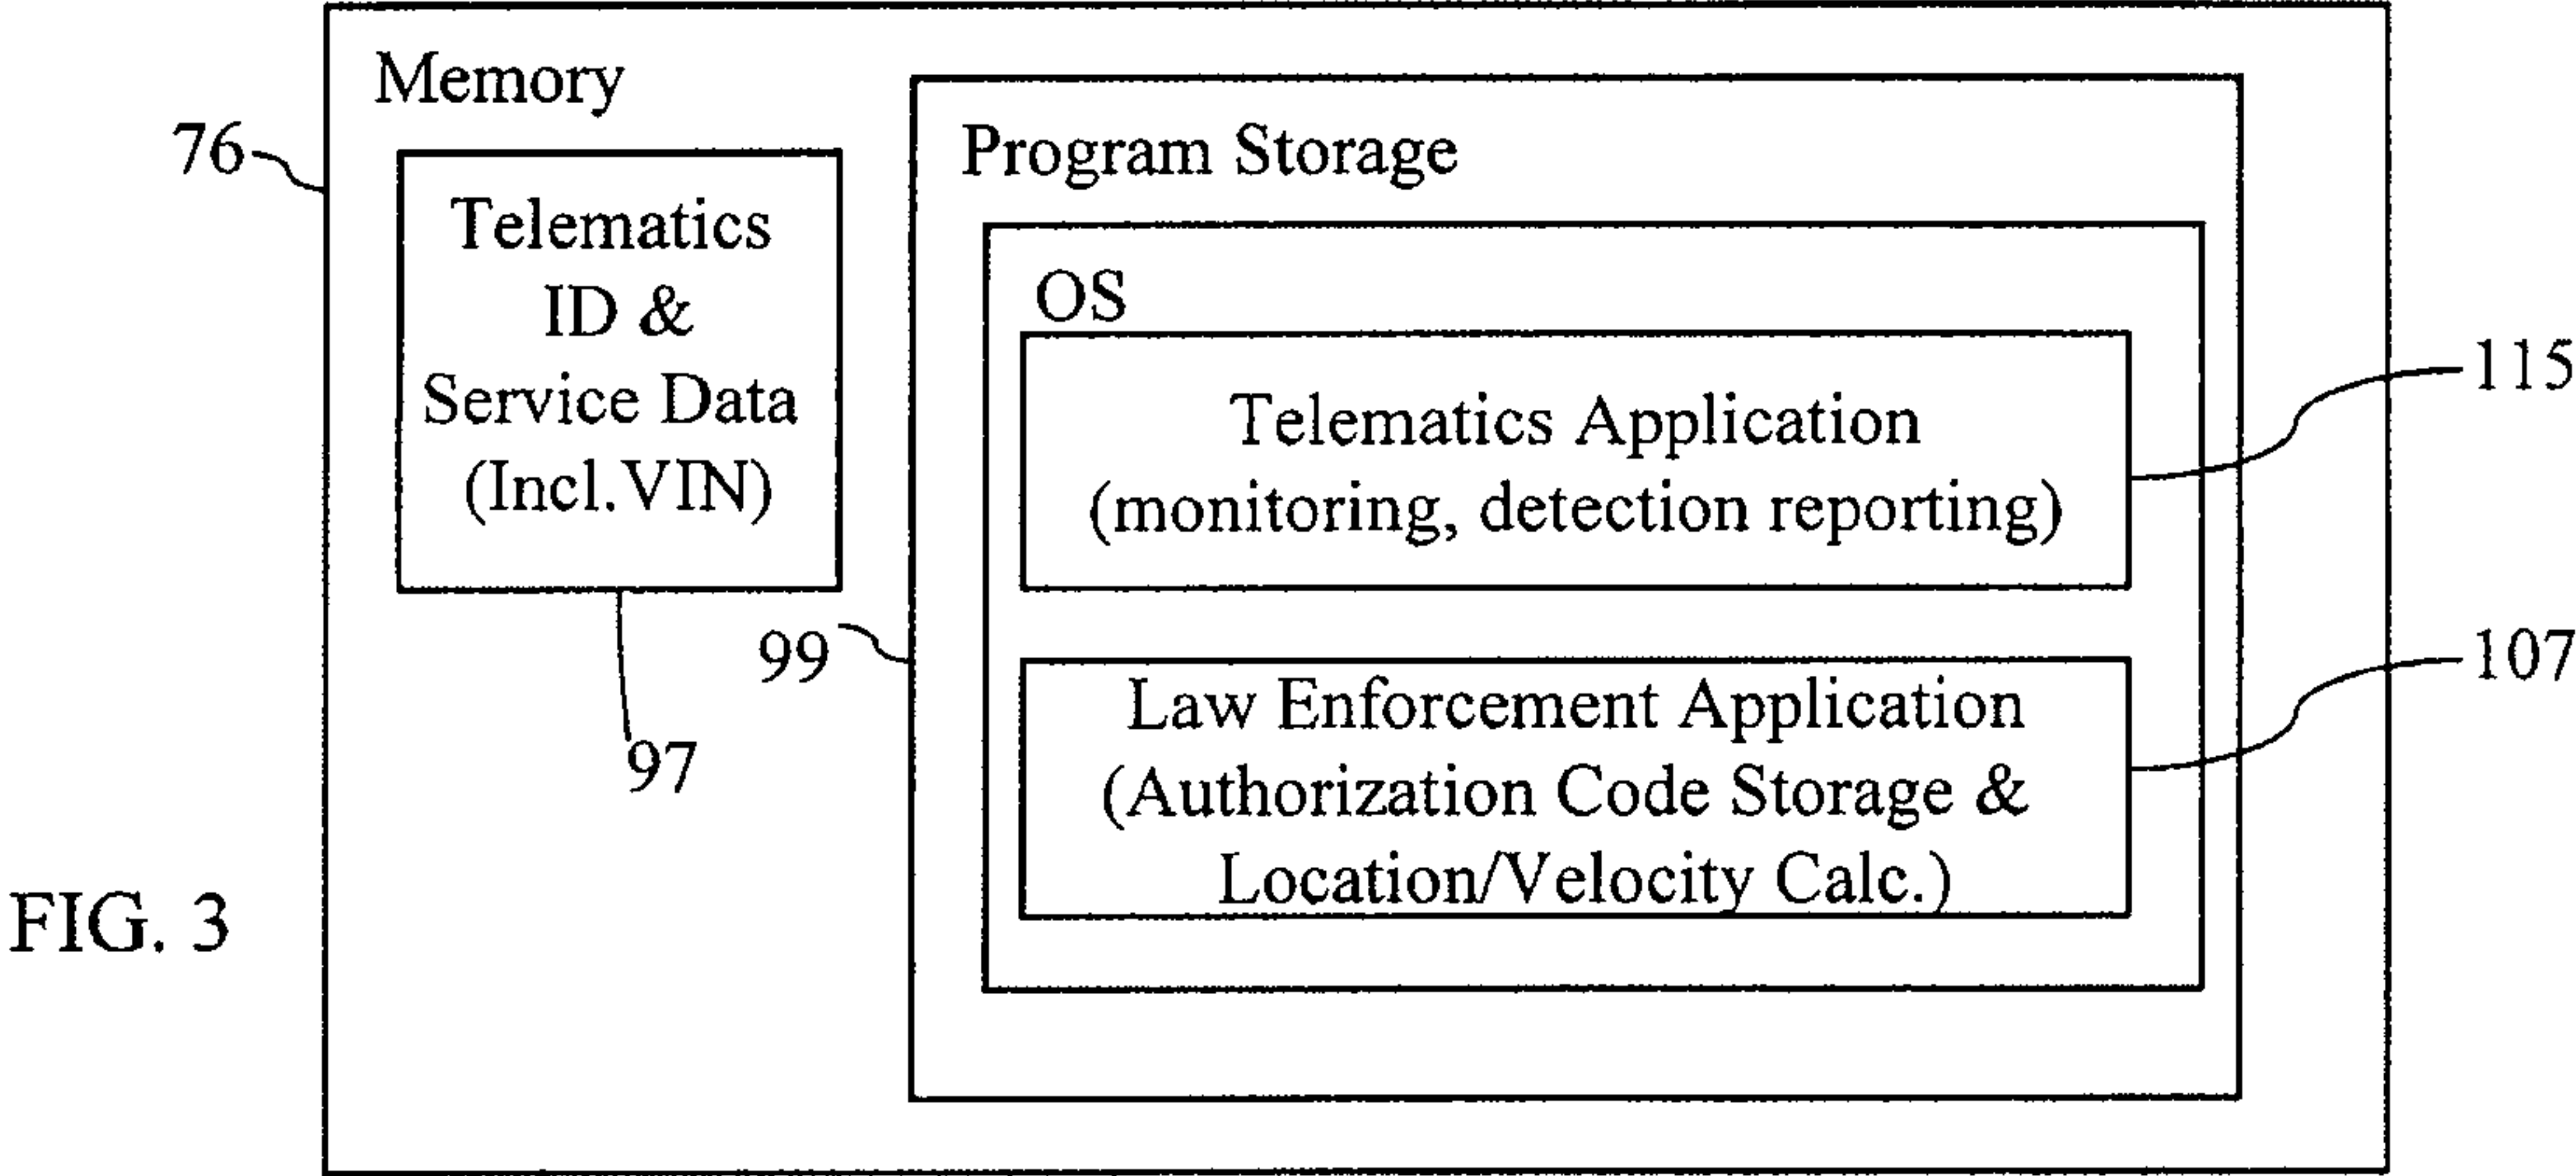 Memory
76
Telematics
ID &
Service Data
(Incl.VIN)
97
Program Storage
99
OS
Telematics Application
(monitoring, detection reporting)
115
Law Enforcement Application
(Authorization Code Storage &
Location/Velocity Calc.)
107
FIG. 3